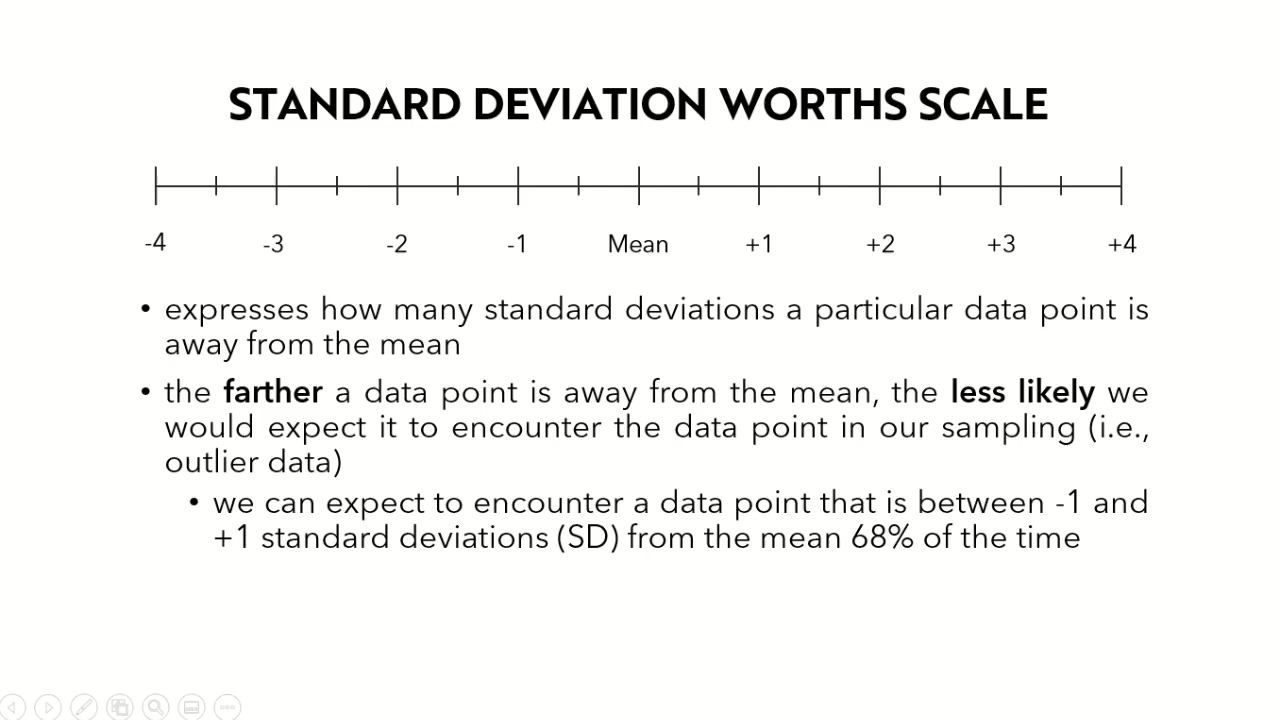 STANDARD DEVIATION WORTHS SCALE
-4 -3 -2 -1 Mean +1 +2 +3 +4
• expresses how many standard deviations a particular data point is
away from the mean
• the farther a data point is away from the mean, the less likely we
would expect it to encounter the data point in our sampling (i.e.,
outlier data)
• we can expect to encounter a data point that is between -1 and
+1 standard deviations (SD) from the mean 68% of the time